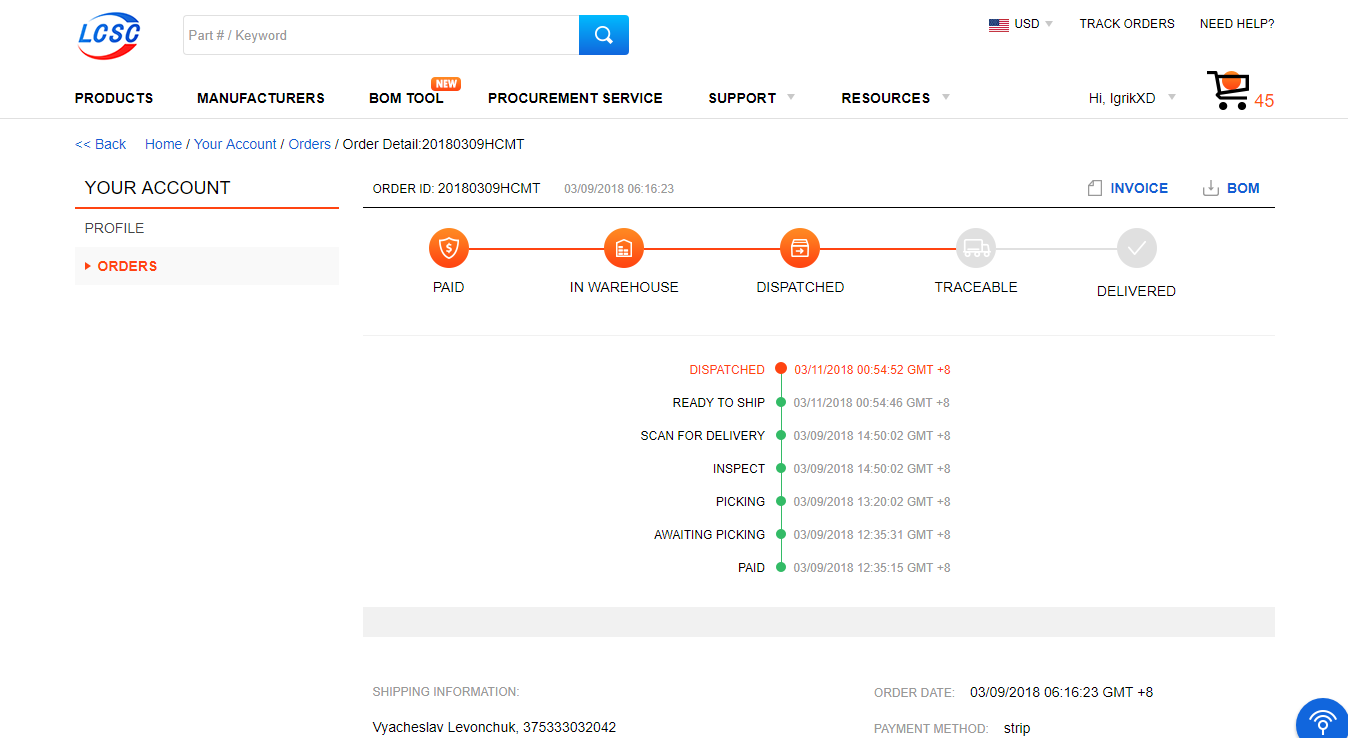 LCSC
Part # / Keyword
USD
TRACK ORDERS
NEED HELP?
PRODUCTS
MANUFACTURERS
BOM TOOL
NEW
PROCUREMENT SERVICE
SUPPORT
RESOURCES
Hi, IgrikXD
45
<< Back Home / Your Account / Orders / Order Detail:20180309HCMT
YOUR ACCOUNT
PROFILE
ORDERS
ORDER ID: 20180309HCMT 03/09/2018 06:16:23
INVOICE
BOM
PAID
IN WAREHOUSE
DISPATCHED
TRACEABLE
DELIVERED
DISPATCHED 03/11/2018 00:54:52 GMT +8
READY TO SHIP 03/11/2018 00:54:46 GMT +8
SCAN FOR DELIVERY 03/09/2018 14:50:02 GMT +8
INSPECT 03/09/2018 14:50:02 GMT +8
PICKING 03/09/2018 13:20:02 GMT +8
AWAITING PICKING 03/09/2018 12:35:31 GMT +8
PAID 03/09/2018 12:35:15 GMT +8
SHIPPING INFORMATION:
Vyacheslav Levonchuk, 375333032042
ORDER DATE: 03/09/2018 06:16:23 GMT +8
PAYMENT METHOD: strip